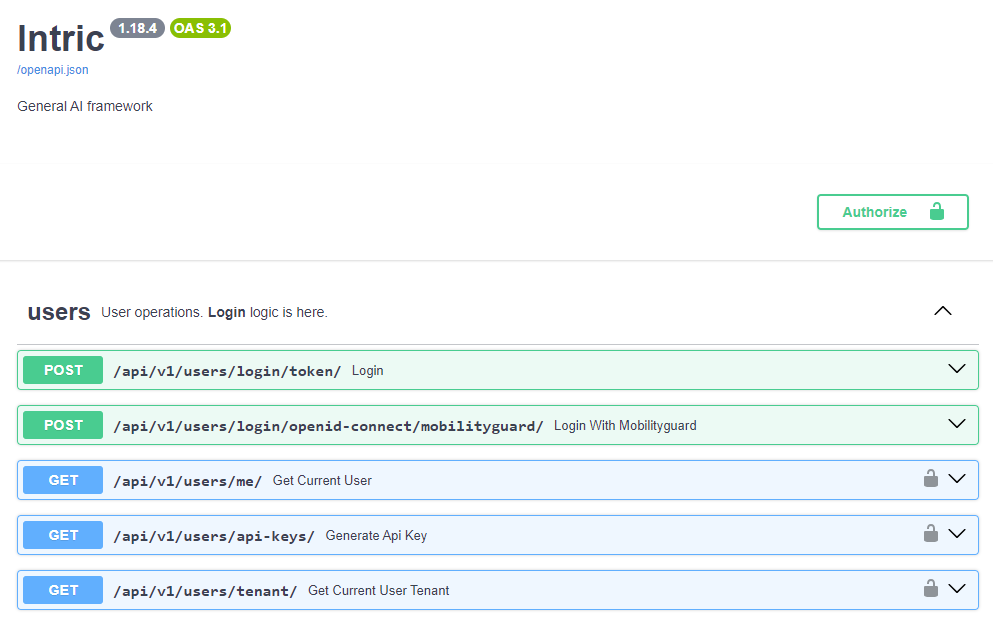 Intric 1.18.4 OAS 3.1
/openapi.json
General AI framework
Authorize
users User operations. Login logic is here.
POST /api/v1/users/login/token/ Login
POST /api/v1/users/login/openid-connect/mobilityguard/ Login With Mobilityguard
GET /api/v1/users/me/ Get Current User
GET /api/v1/users/api-keys/ Generate Api Key
GET /api/v1/users/tenant/ Get Current User Tenant